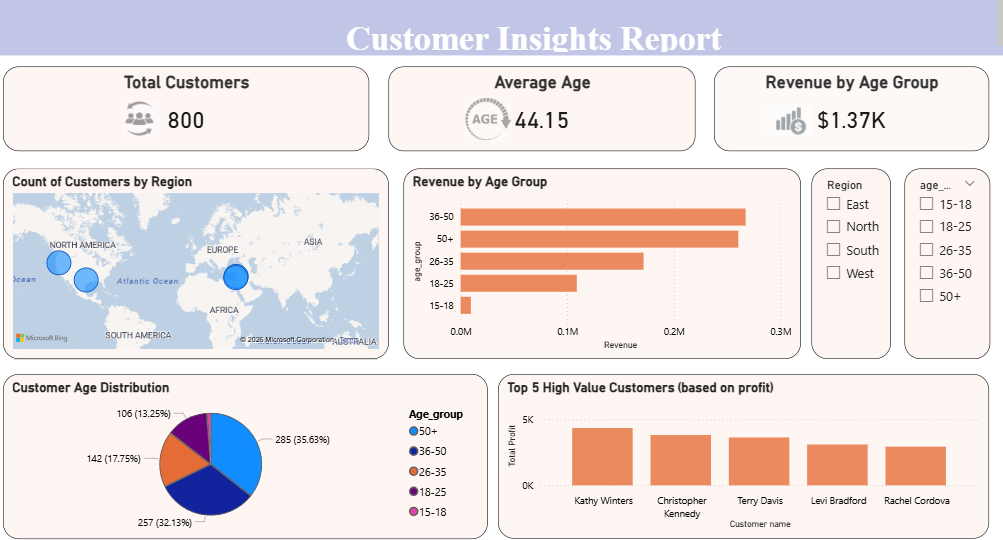 Customer Insights Report
Total Customers
800
Average Age
AGE
44.15
Revenue by Age Group
$1.37K
Count of Customers by Region
NORTH AMERICA
EUROPE
ASIA
Ocean
Atlantic Ocean
AFRICA
SOUTH AMERICA
AUSTRALIA
Microsoft Bing
© 2026 Microsoft Corporation
Revenue by Age Group
age_group
36-50
50+
26-35
18-25
15-18
0.0M 0.1M 0.2M 0.3M
Revenue
Region
East
North
South
West
age_...
15-18
18-25
26-35
36-50
50+
Customer Age Distribution
106 (13.25%)
285 (35.63%)
142 (17.75%)
257 (32.13%)
Age_group
50+
36-50
26-35
18-25
15-18
Top 5 High Value Customers (based on profit)
Total Profit
5K
0K
Kathy Winters
Christopher Kennedy
Terry Davis
Levi Bradford
Rachel Cordova
Customer name